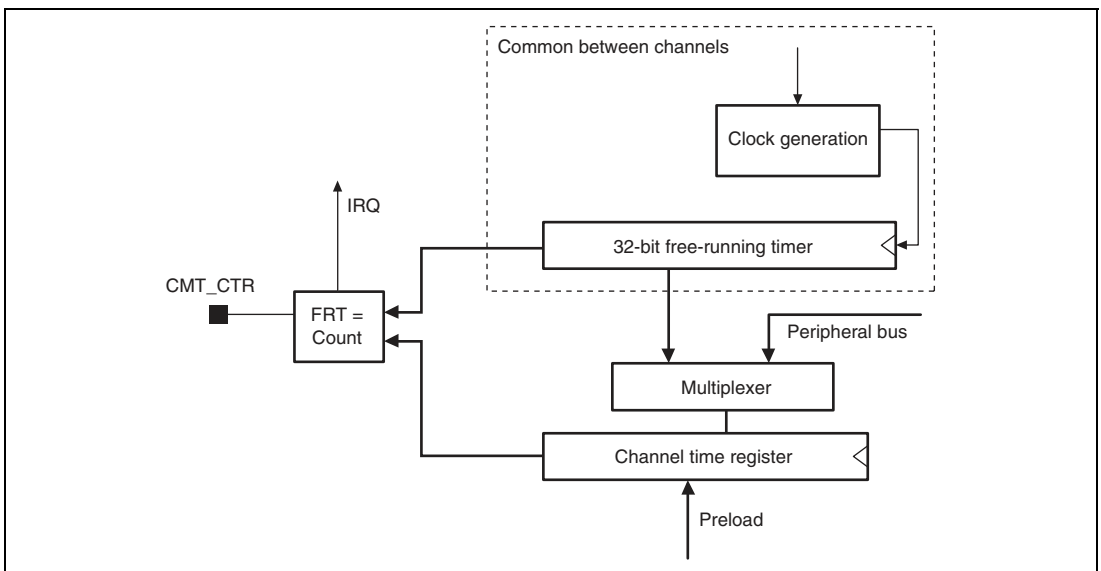 Common between channels
Clock generation
IRQ
32-bit free-running timer
CMT_CTR
FRT =
Count
Peripheral bus
Multiplexer
Channel time register
Preload